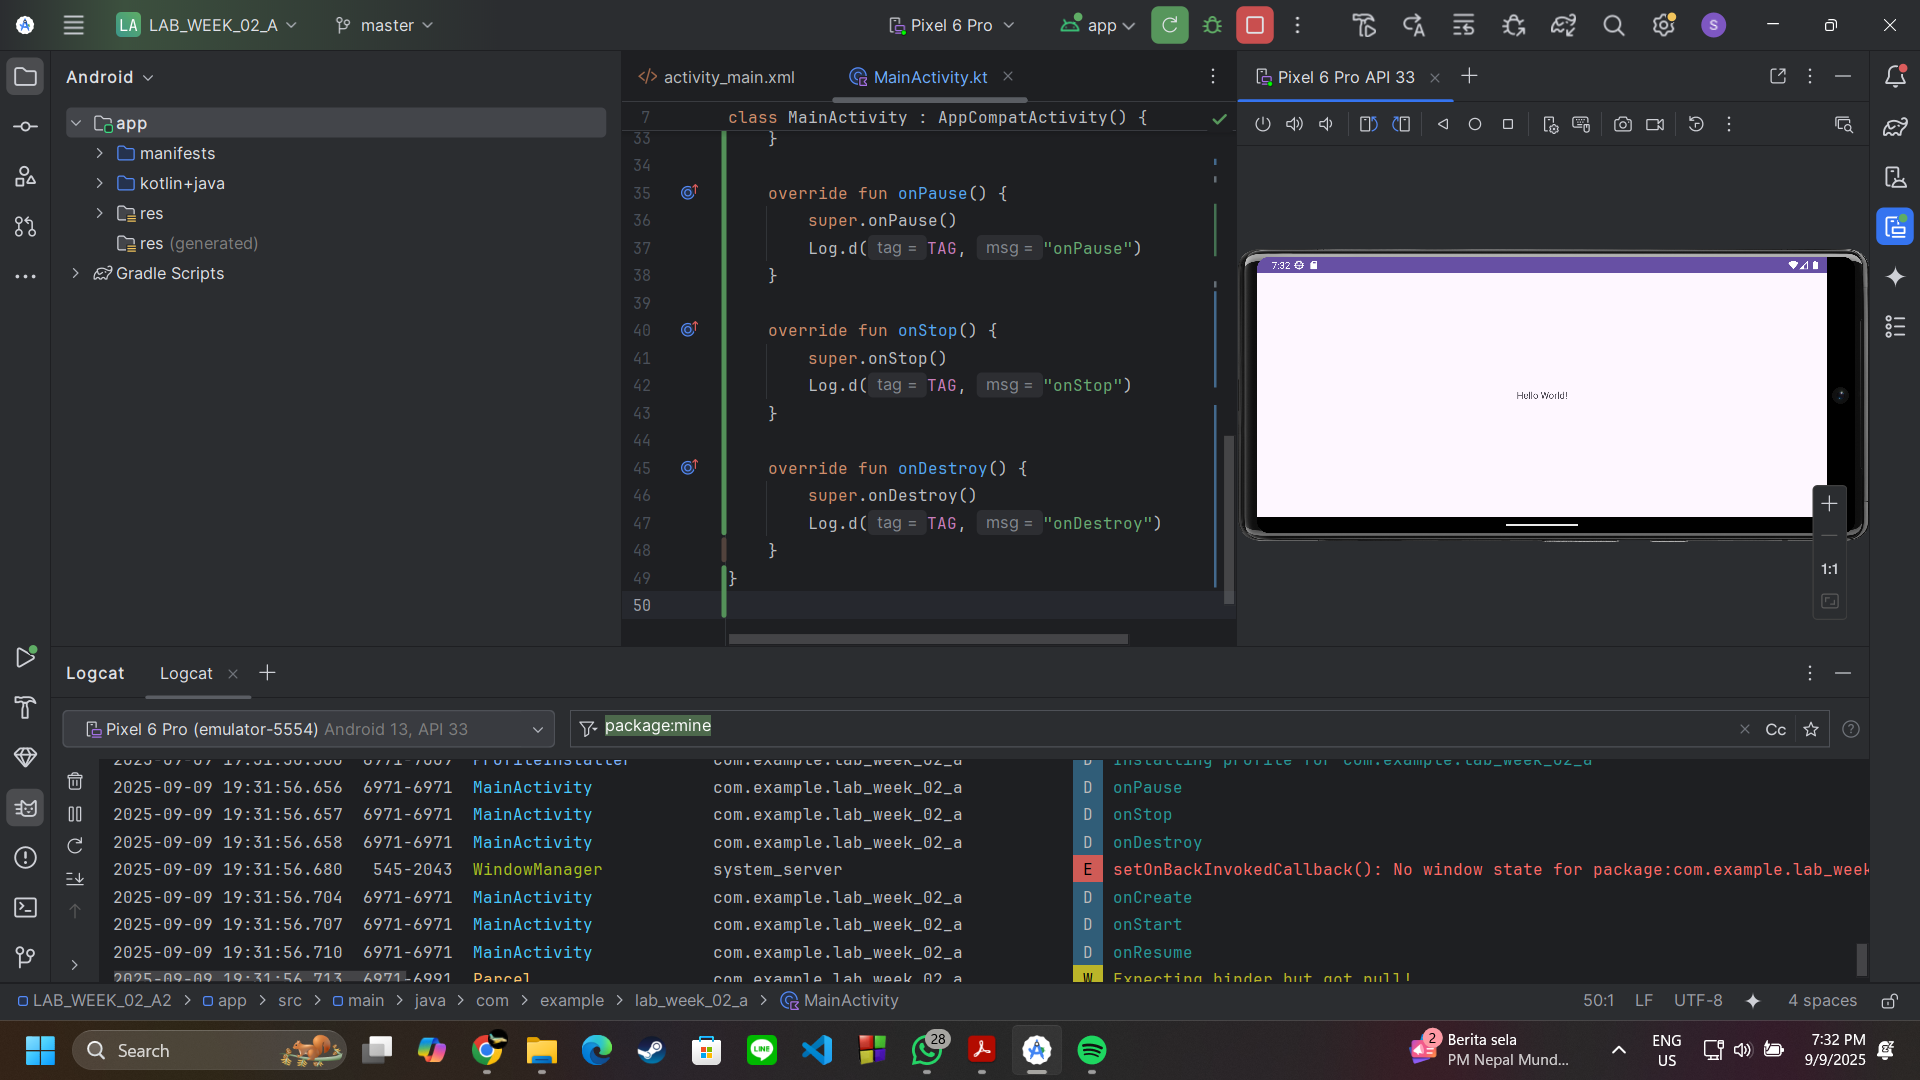 LA LAB_WEEK_02_A master Pixel 6 Pro app S
Android
app
manifests
kotlin+java
res
res (generated)
Gradle Scripts
activity_main.xml MainActivity.kt
7 class MainActivity : AppCompatActivity() {
33 }
34
35 override fun onPause() {
36 super.onPause()
37 Log.d( tag = TAG, msg = "onPause")
38 }
39
40 override fun onStop() {
41 super.onStop()
42 Log.d( tag = TAG, msg = "onStop")
43 }
44
45 override fun onDestroy() {
46 super.onDestroy()
47 Log.d( tag = TAG, msg = "onDestroy")
48 }
49 }
50
Pixel 6 Pro API 33
7:32
Hello World!
1:1
Logcat Logcat
Pixel 6 Pro (emulator-5554) Android 13, API 33 package:mine Cc
2025-09-09 19:31:56.656 6971-6971 MainActivity com.example.lab_week_02_a D onPause
2025-09-09 19:31:56.657 6971-6971 MainActivity com.example.lab_week_02_a D onStop
2025-09-09 19:31:56.658 6971-6971 MainActivity com.example.lab_week_02_a D onDestroy
2025-09-09 19:31:56.680 545-2043 WindowManager system_server E setOnBackInvokedCallback(): No window state for package:com.example.lab_week
2025-09-09 19:31:56.704 6971-6971 MainActivity com.example.lab_week_02_a D onCreate
2025-09-09 19:31:56.707 6971-6971 MainActivity com.example.lab_week_02_a D onStart
2025-09-09 19:31:56.710 6971-6971 MainActivity com.example.lab_week_02_a D onResume
2025-09-09 19:31:56.713 6971-6991 Parcel com.example.lab_week_02_a W Expecting binder but got null!
LAB_WEEK_02_A2 > app > src > main > java > com > example > lab_week_02_a > MainActivity 50:1 LF UTF-8 4 spaces
Search LINE 28 2 Berita sela ENG 7:32 PM
PM Nepal Mund... US 9/9/2025